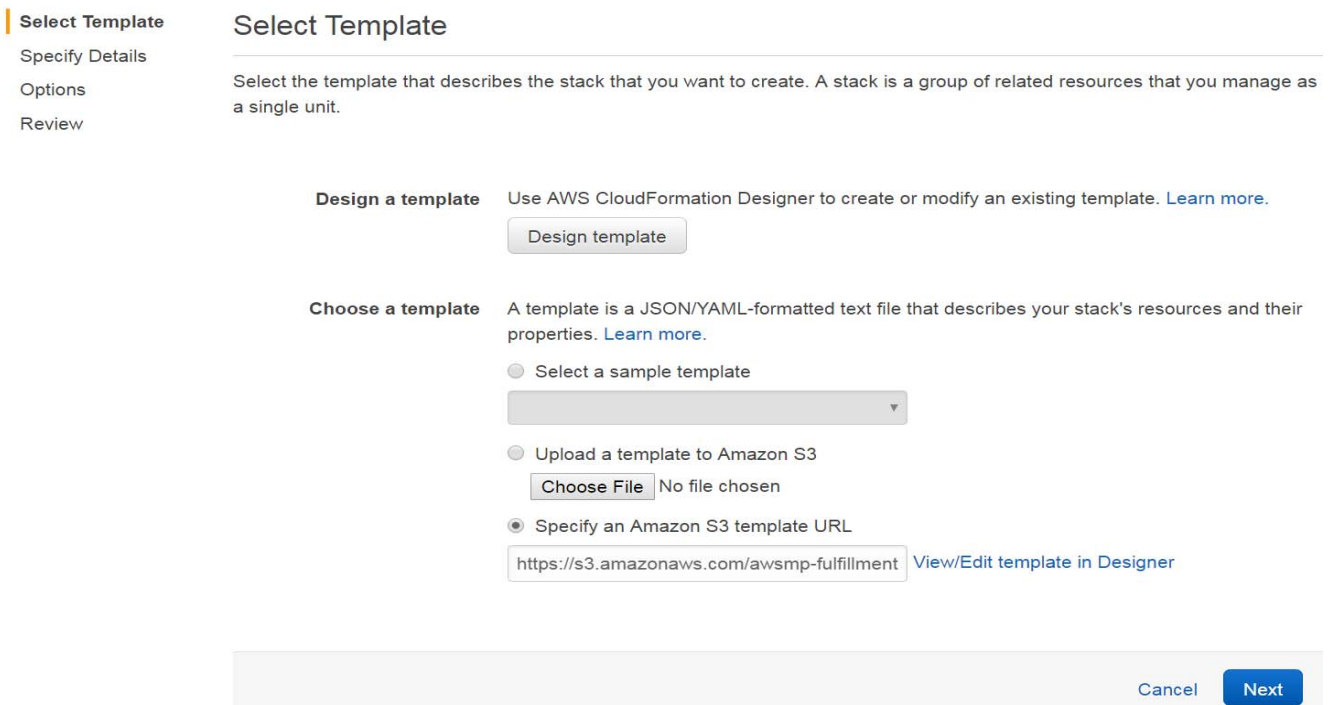 Select Template
Specify Details
Options
Review
Select Template
Select the template that describes the stack that you want to create. A stack is a group of related resources that you manage as
a single unit.
Design a template
Use AWS CloudFormation Designer to create or modify an existing template. Learn more.
Design template
Choose a template
A template is a JSON/YAML-formatted text file that describes your stack's resources and their
properties. Learn more.
Select a sample template
Upload a template to Amazon S3
Choose File No file chosen
Specify an Amazon S3 template URL
https://s3.amazonaws.com/awsmp-fulfillment View/Edit template in Designer
Cancel Next